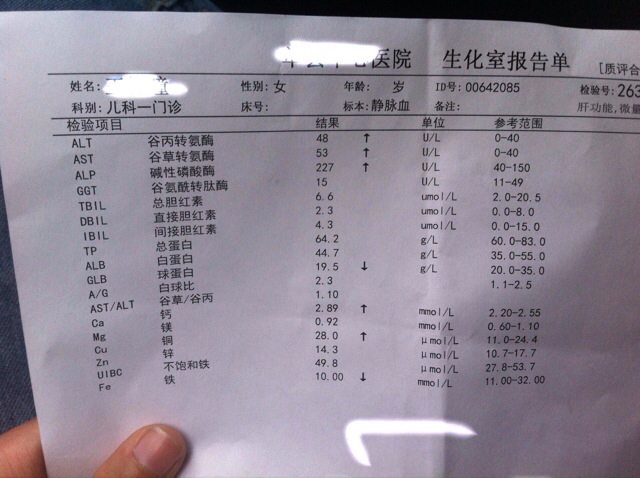 医院 生化室报告单 [质评合
姓名: 性别: 女 年龄: 岁 ID号: 00642085 检验号: 263
科别: 儿科一门诊 床号: 标本: 静脉血 备注: 肝功能, 微量
检验项目 结果 单位 参考范围
ALT 谷丙转氨酶 48 ↑ U/L 0-40
AST 谷草转氨酶 53 ↑ U/L 0-40
ALP 碱性磷酸酶 227 ↑ U/L 40-150
GGT 谷氨酰转肽酶 15 U/L 11-49
TBIL 总胆红素 6.6 umol/L 2.0-20.5
DBIL 直接胆红素 2.3 umol/L 0.0-8.0
IBIL 间接胆红素 4.3 umol/L 0.0-15.0
TP 总蛋白 64.2 g/L 60.0-83.0
ALB 白蛋白 44.7 g/L 35.0-55.0
GLB 球蛋白 19.5 ↓ g/L 20.0-35.0
A/G 白球比 2.3 1.1-2.5
AST/ALT 谷草/谷丙 1.10
Ca 钙 2.89 ↑ mmol/L 2.20-2.55
Mg 镁 0.92 mmol/L 0.60-1.10
Cu 铜 28.0 ↑ μmol/L 11.0-24.4
Zn 锌 14.3 μmol/L 10.7-17.7
UIBC 不饱和铁 49.8 μmol/L 27.8-53.7
Fe 铁 10.00 ↓ mmol/L 11.00-32.00